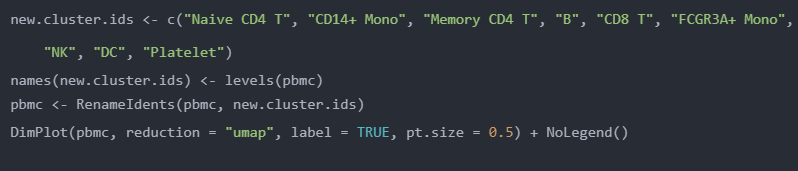 new.cluster.ids <- c("Naive CD4 T", "CD14+ Mono", "Memory CD4 T", "B", "CD8 T", "FCGR3A+ Mono",
"NK", "DC", "Platelet")
names(new.cluster.ids) <- levels(pbmc)
pbmc <- RenameIdents(pbmc, new.cluster.ids)
DimPlot(pbmc, reduction = "umap", label = TRUE, pt.size = 0.5) + NoLegend()